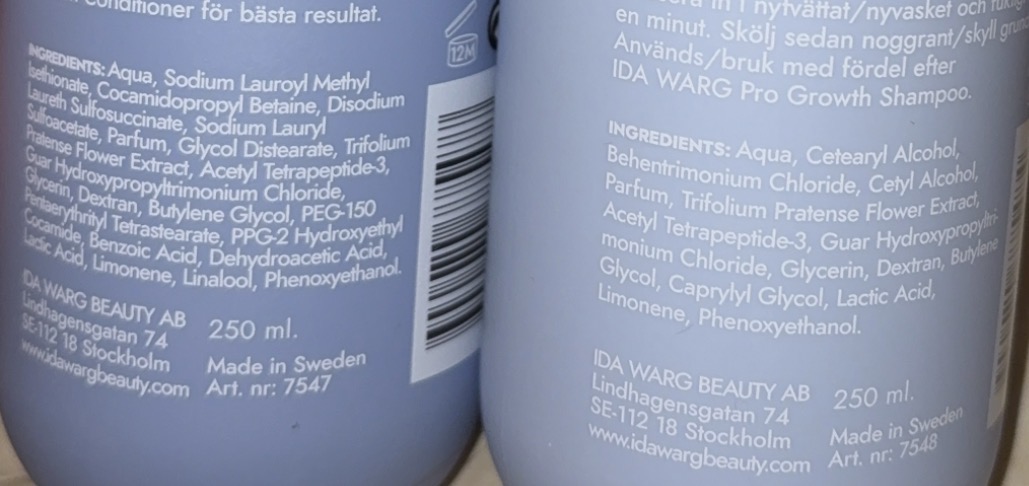 Conditioner för bästa resultat.
12M
INGREDIENTS: Aqua, Sodium Lauroyl Methyl
Isethionate, Cocamidopropyl Betaine, Disodium
Laureth Sulfosuccinate, Sodium Lauryl
Sulfoacetate, Parfum, Glycol Distearate, Trifolium
Pratense Flower Extract, Acetyl Tetrapeptide-3,
Guar Hydroxypropyltrimonium Chloride,
Glycerin, Dextran, Butylene Glycol, PEG-150
Pentaerythrityl Tetrastearate, PPG-2 Hydroxyethyl
Cocamide, Benzoic Acid, Dehydroacetic Acid,
Lactic Acid, Limonene, Linalool, Phenoxyethanol.
IDA WARG BEAUTY AB
Lindhagensgatan 74
SE-112 18 Stockholm
www.idawargbeauty.com
250 ml.
Made in Sweden
Art. nr: 7547
i nytvättat/nyvasket och
en minut. Skölj sedan noggrant/skyll
Används/bruk med fördel efter
IDA WARG Pro Growth Shampoo.
INGREDIENTS: Aqua, Cetearyl Alcohol,
Behentrimonium Chloride, Cetyl Alcohol,
Parfum, Trifolium Pratense Flower Extract,
Acetyl Tetrapeptide-3, Guar Hydroxypropyltri-
monium Chloride, Glycerin, Dextran, Butylene
Glycol, Caprylyl Glycol, Lactic Acid,
Limonene, Phenoxyethanol.
IDA WARG BEAUTY AB
Lindhagensgatan 74
SE-112 18 Stockholm
www.idawargbeauty.com
250 ml.
Made in Sweden
Art. nr: 7548